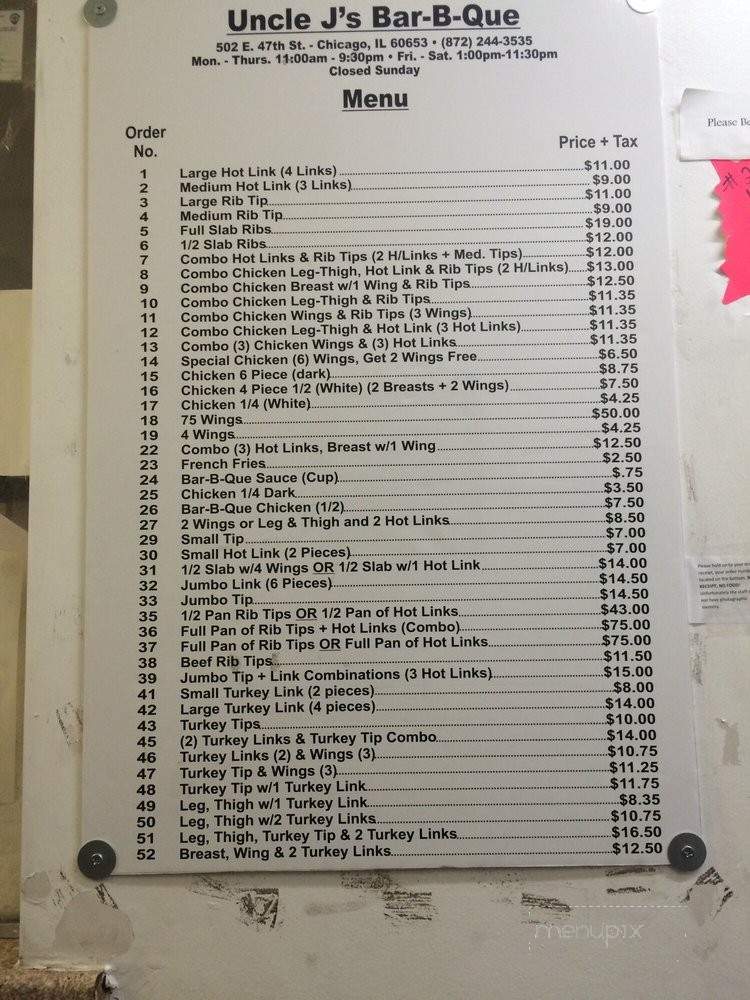 Uncle J's Bar-B-Que
502 E. 47th St. - Chicago, IL 60653 • (872) 244-3535
Mon. - Thurs. 11:00am - 9:30pm • Fri. - Sat. 1:00pm-11:30pm
Closed Sunday
Menu
Order No.
Price + Tax
1 Large Hot Link (4 Links) $11.00
2 Medium Hot Link (3 Links) $9.00
3 Large Rib Tip $11.00
4 Medium Rib Tip $9.00
5 Full Slab Ribs $19.00
6 1/2 Slab Ribs $12.00
7 Combo Hot Links & Rib Tips (2 H/Links + Med. Tips) $12.00
8 Combo Chicken Leg-Thigh, Hot Link & Rib Tips (2 H/Links) $13.00
9 Combo Chicken Breast w/1 Wing & Rib Tips $12.50
10 Combo Chicken Leg-Thigh & Rib Tips $11.35
11 Combo Chicken Wings & Rib Tips (3 Wings) $11.35
12 Combo Chicken Leg-Thigh & Hot Link (3 Hot Links) $11.35
13 Combo (3) Chicken Wings & (3) Hot Links $11.35
14 Special Chicken (6) Wings, Get 2 Wings Free $6.50
15 Chicken 6 Piece (dark) $8.75
16 Chicken 4 Piece 1/2 (White) (2 Breasts + 2 Wings) $7.50
17 Chicken 1/4 (White) $4.25
18 75 Wings $50.00
19 4 Wings $4.25
22 Combo (3) Hot Links, Breast w/1 Wing $12.50
23 French Fries $2.50
24 Bar-B-Que Sauce (Cup) $.75
25 Chicken 1/4 Dark $3.50
26 Bar-B-Que Chicken (1/2) $7.50
27 2 Wings or Leg & Thigh and 2 Hot Links $8.50
29 Small Tip $7.00
30 Small Hot Link (2 Pieces) $7.00
31 1/2 Slab w/4 Wings OR 1/2 Slab w/1 Hot Link $14.00
32 Jumbo Link (6 Pieces) $14.50
33 Jumbo Tip $14.50
35 1/2 Pan Rib Tips OR 1/2 Pan of Hot Links $43.00
36 Full Pan of Rib Tips + Hot Links (Combo) $75.00
37 Full Pan of Rib Tips OR Full Pan of Hot Links $75.00
38 Beef Rib Tips $11.50
39 Jumbo Tip + Link Combinations (3 Hot Links) $15.00
41 Small Turkey Link (2 pieces) $8.00
42 Large Turkey Link (4 pieces) $14.00
43 Turkey Tips $10.00
45 (2) Turkey Links & Turkey Tip Combo $14.00
46 Turkey Links (2) & Wings (3) $10.75
47 Turkey Tip & Wings (3) $11.25
48 Turkey Tip w/1 Turkey Link $11.75
49 Leg, Thigh w/1 Turkey Link $8.35
50 Leg, Thigh w/2 Turkey Links $10.75
51 Leg, Thigh, Turkey Tip & 2 Turkey Links $16.50
52 Breast, Wing & 2 Turkey Links $12.50
Please
menupix